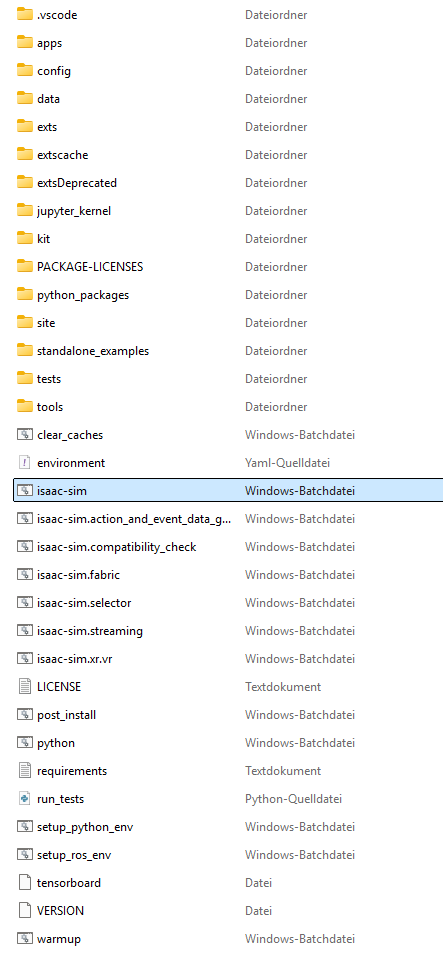 .vscode Dateiordner
apps Dateiordner
config Dateiordner
data Dateiordner
exts Dateiordner
extscache Dateiordner
extsDeprecated Dateiordner
jupyter_kernel Dateiordner
kit Dateiordner
PACKAGE-LICENSES Dateiordner
python_packages Dateiordner
site Dateiordner
standalone_examples Dateiordner
tests Dateiordner
tools Dateiordner
clear_caches Windows-Batchdatei
environment Yaml-Quelldatei
isaac-sim Windows-Batchdatei
isaac-sim.action_and_event_data_g... Windows-Batchdatei
isaac-sim.compatibility_check Windows-Batchdatei
isaac-sim.fabric Windows-Batchdatei
isaac-sim.selector Windows-Batchdatei
isaac-sim.streaming Windows-Batchdatei
isaac-sim.xr.vr Windows-Batchdatei
LICENSE Textdokument
post_install Windows-Batchdatei
python Windows-Batchdatei
requirements Textdokument
run_tests Python-Quelldatei
setup_python_env Windows-Batchdatei
setup_ros_env Windows-Batchdatei
tensorboard Datei
VERSION Datei
warmup Windows-Batchdatei